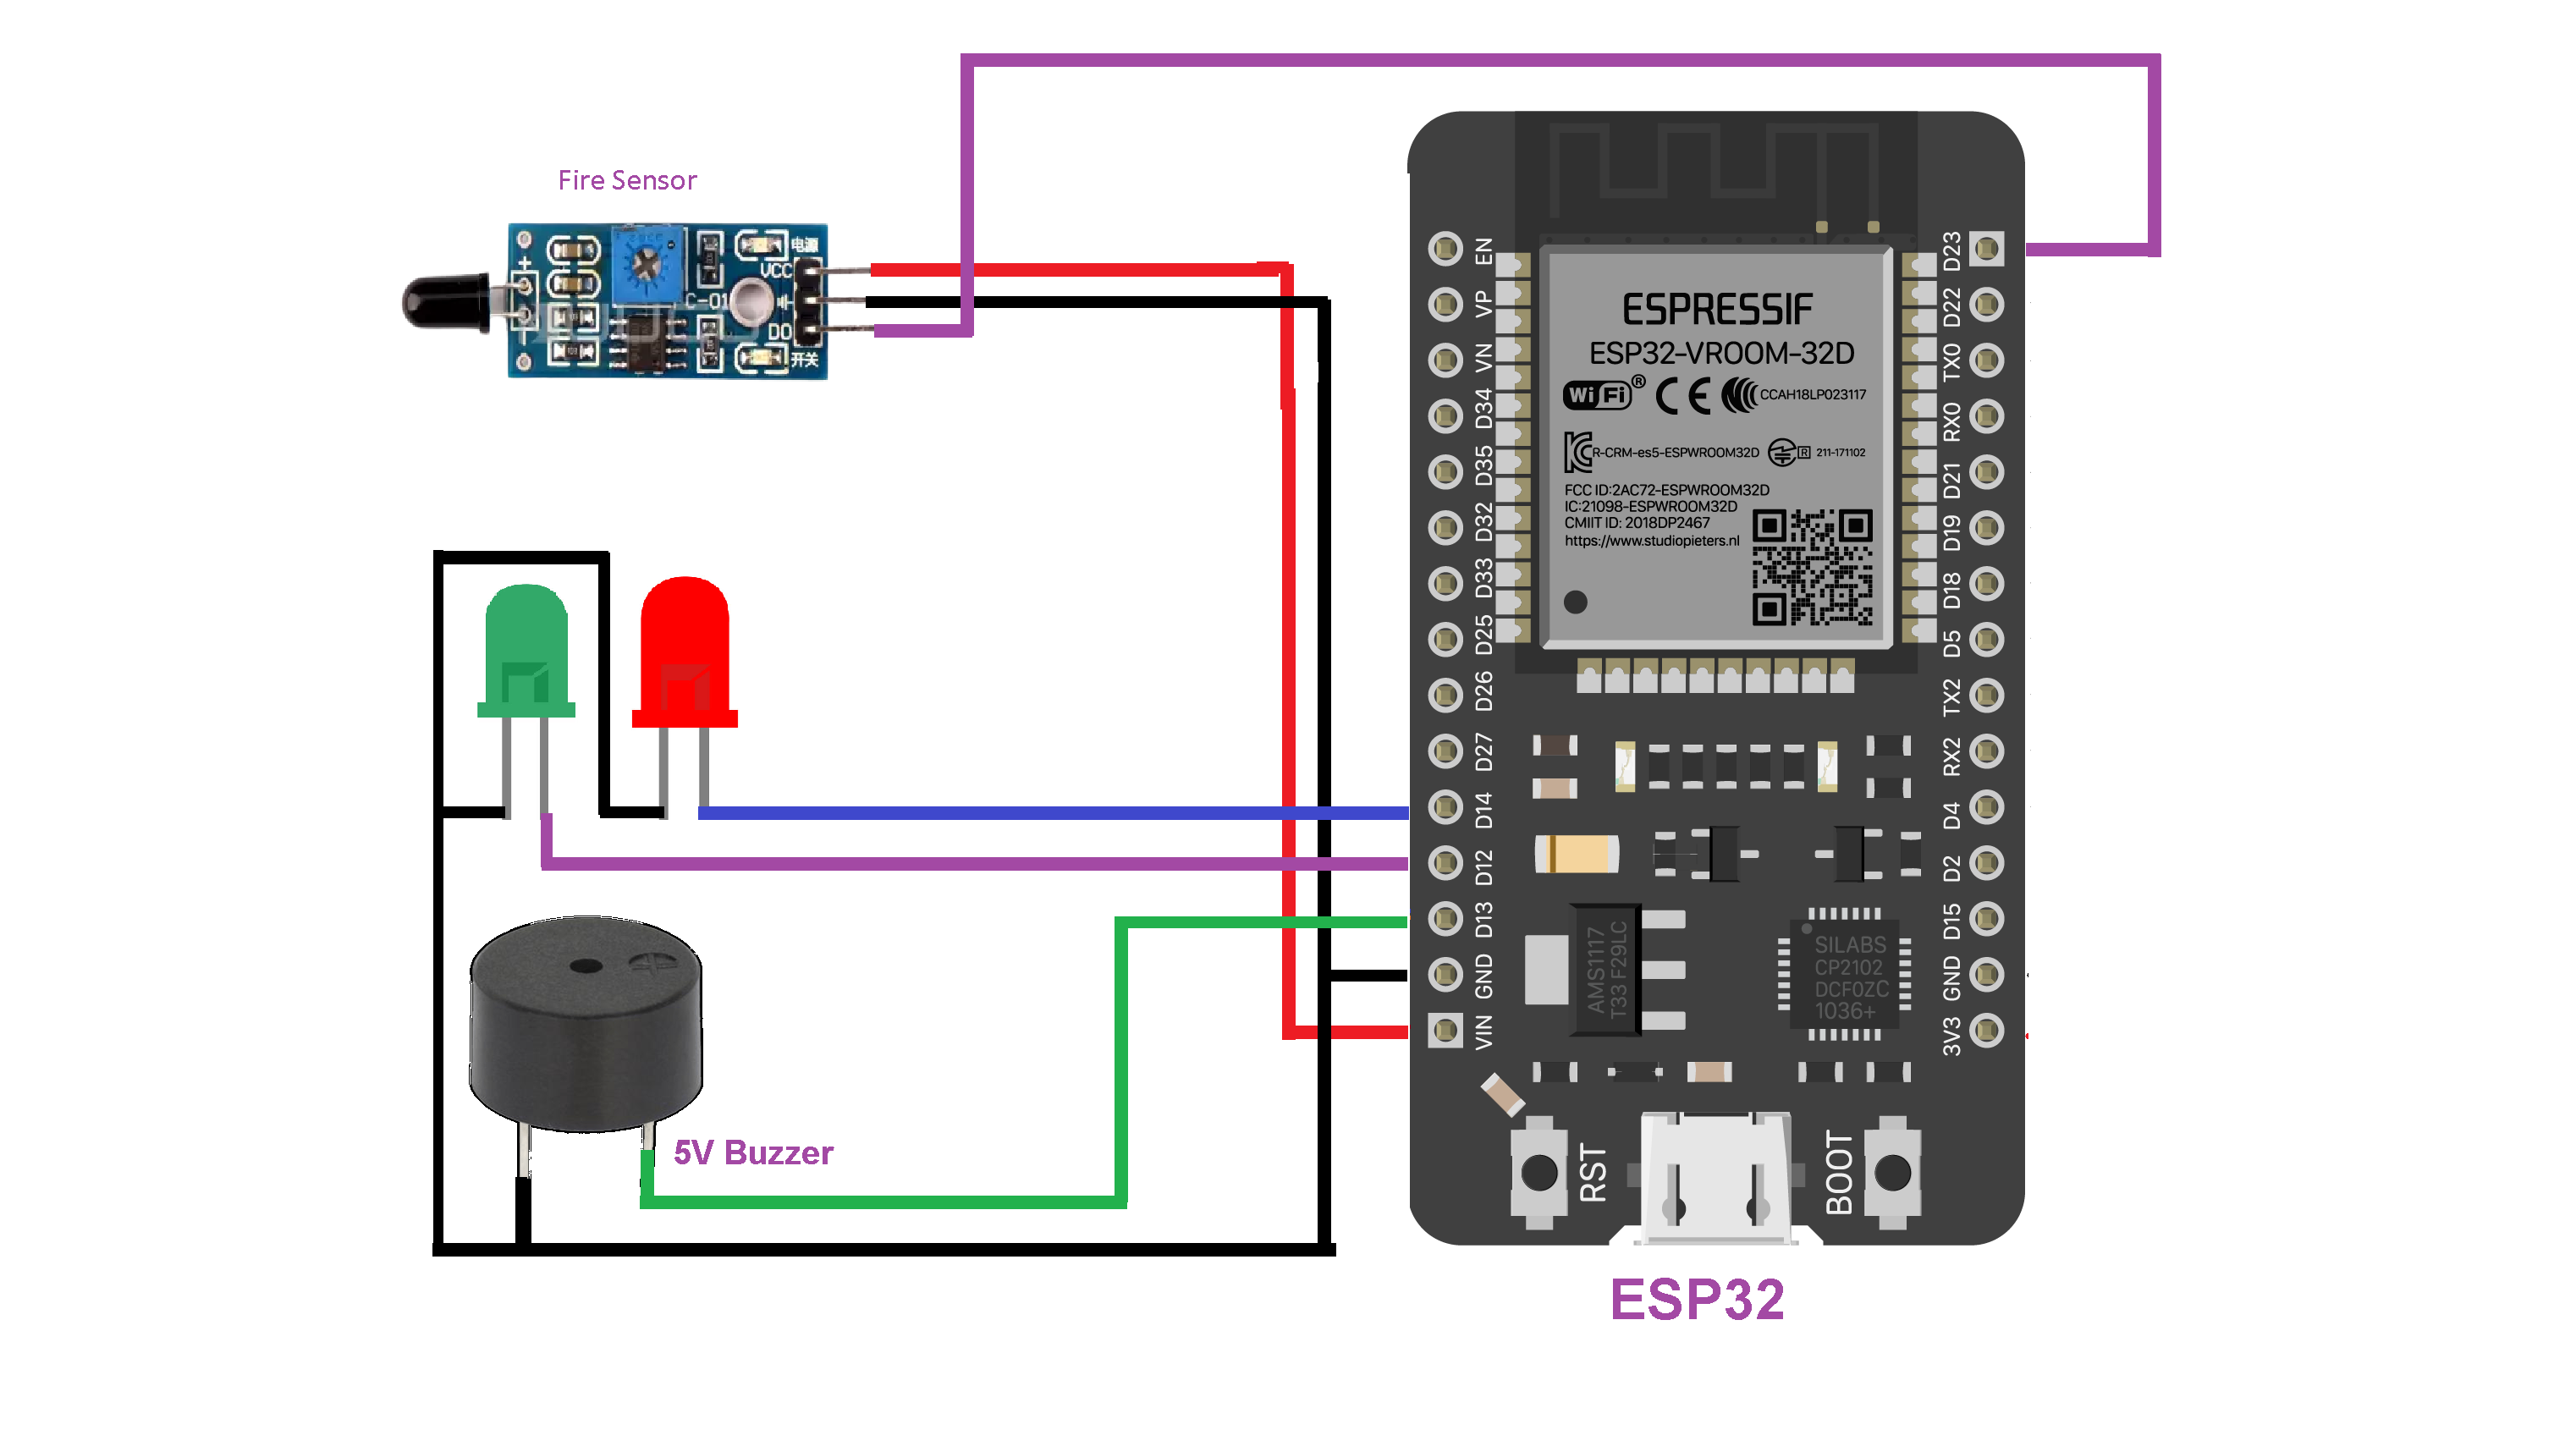 Fire Sensor
电源
VCC
C-01
DO
开关
5V Buzzer
EN
VP
VN
D34
D35
D32
D33
D25
D26
D27
D14
D12
D13
GND
VIN
ESPRESSIF
ESP32-VROOM-32D
WiFi ® CE CCAH18LP023117
R-CRM-es5-ESPWROOM32D R 211-171102
FCC ID:2AC72-ESPWROOM32D
IC:21098-ESPWROOM32D
CMIIT ID: 2018DP2467
https://www.studiopieters.nl
AMS1117
T33 F29LC
SILABS
CP2102
DCF0ZC
1036+
D23
D22
TX0
RX0
D21
D19
D18
D5
TX2
RX2
D4
D2
D15
GND
3V3
RST
BOOT
ESP32